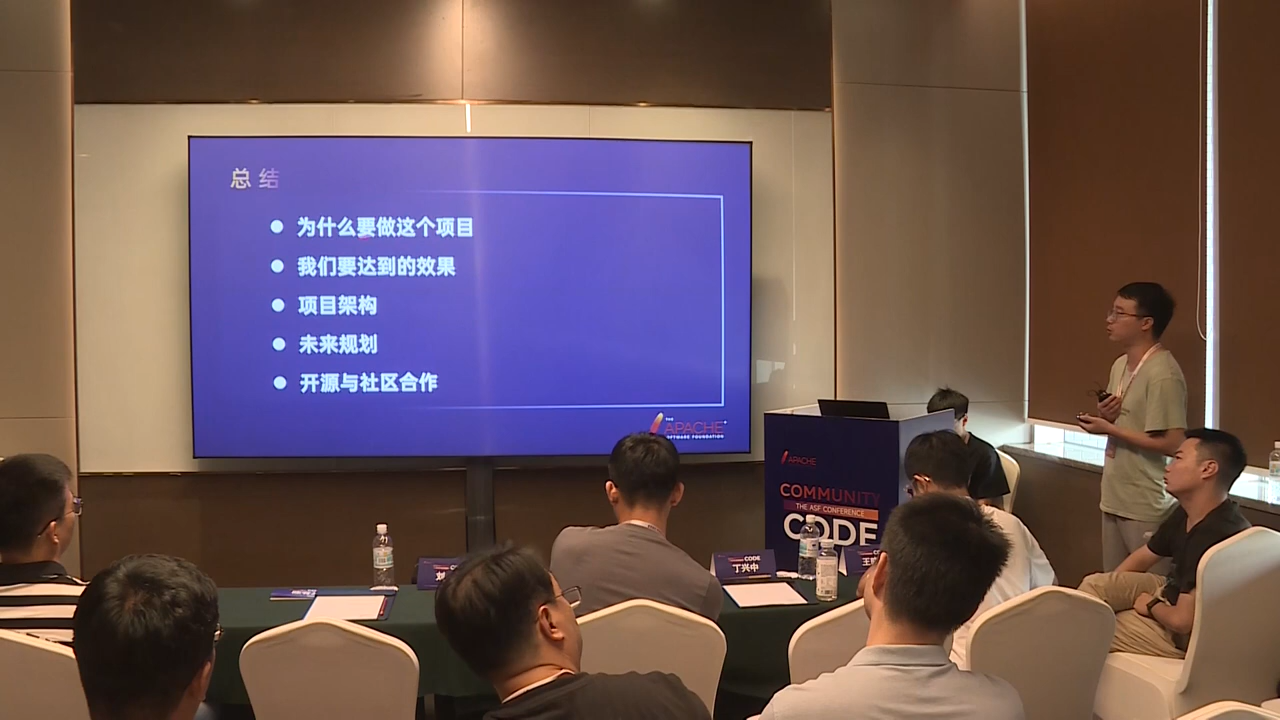 总结
为什么要做这个项目
我们要达到的效果
项目架构
未来规划
开源与社区合作
THE
APACHE
SOFTWARE FOUNDATION
APACHE
COMMUNITY
THE ASF CONFERENCE
CODE
CODE
丁兴中